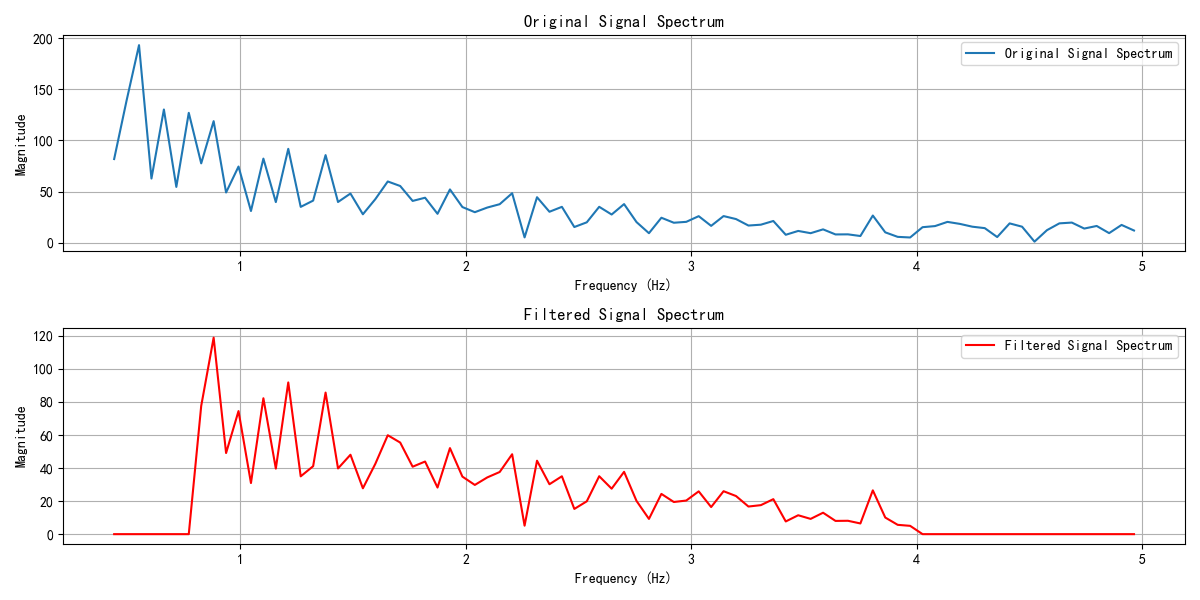 Original Signal Spectrum
Original Signal Spectrum
Magnitude
200
150
100
50
0
1
2
3
4
5
Frequency (Hz)
Filtered Signal Spectrum
Filtered Signal Spectrum
Magnitude
120
100
80
60
40
20
0
1
2
3
4
5
Frequency (Hz)